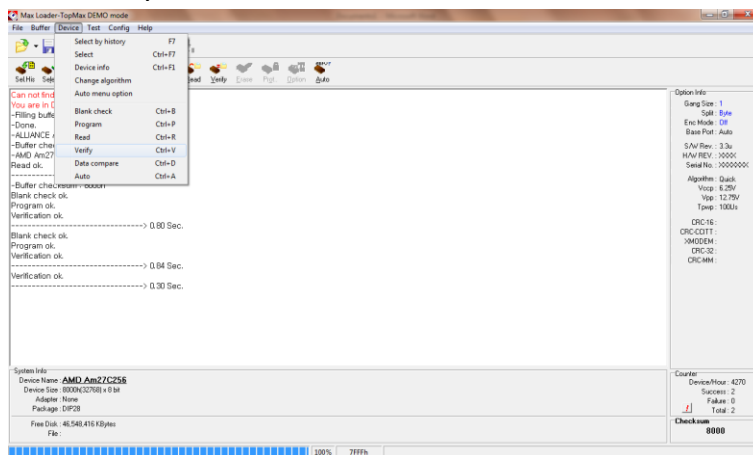 Max Loader-TopMax DEMO mode
File Buffer Device Test Config Help
Select by history F7
Select Ctrl+F7
Device info Ctrl+F1
Change algorithm
Auto menu option
Blank check Ctrl+B
Program Ctrl+P
Read Ctrl+R
Verify Ctrl+V
Data compare Ctrl+D
Auto Ctrl+A
Sel.His Verify Erase Prgt. Option Auto
Can not find
You are in
-Filling
-Done.
-ALLIANCE
-Buffer
-AMD Am27
Read ok.
-Buffer checksum : 8000h
Blank check ok.
Program ok.
Verification ok.
---------------------------------> 0.80 Sec.
Blank check ok.
Program ok.
Verification ok.
---------------------------------> 0.84 Sec.
Verification ok.
---------------------------------> 0.30 Sec.
Option Info
Gang Size : 1
Split : Byte
Enc Mode : Off
Base Port : Auto
S/W Rev. : 3.3u
H/W REV. : XXXX
Serial No. : XXXXXXX
Algorithm : Quick
Vccp : 6.25V
Vpp : 12.75V
Tpwp : 100Us
CRC-16 :
CRC-CCITT :
XMODEM :
CRC-32 :
CRC-MM :
System Info
Device Name : AMD Am27C256
Device Size : 8000h(32768) x 8 bit
Adapter : None
Package : DIP28
Free Disk : 46,548,416 KBytes
File :
Counter
Device/Hour : 4270
Success : 2
Failure : 0
Total : 2
Checksum
8000
100% 7FFFh